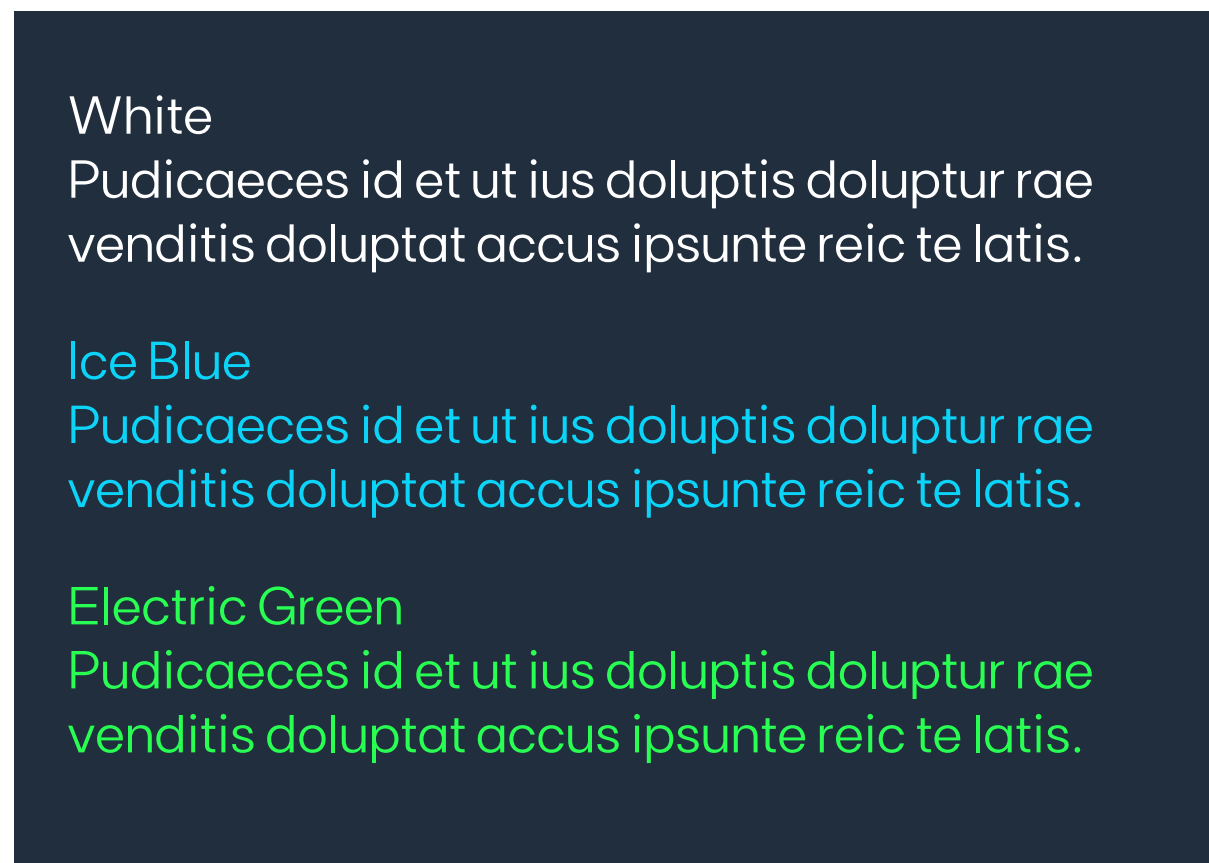 White
Pudicaeces id et ut ius doluptis doluptur rae
venditis doluptat accus ipsunte reic te latis.
Ice Blue
Pudicaeces id et ut ius doluptis doluptur rae
venditis doluptat accus ipsunte reic te latis.
Electric Green
Pudicaeces id et ut ius doluptis doluptur rae
venditis doluptat accus ipsunte reic te latis.